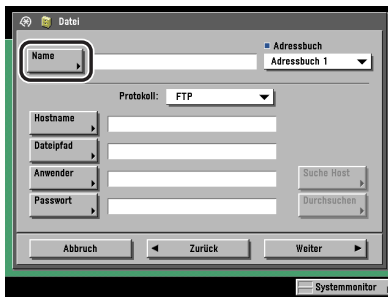 Datei
Adressbuch
Name
Adressbuch 1
Protokoll: FTP
Hostname
Dateipfad
Anwender
Suche Host
Passwort
Durchsuchen
Abbruch
Zurück
Weiter
Systemmonitor